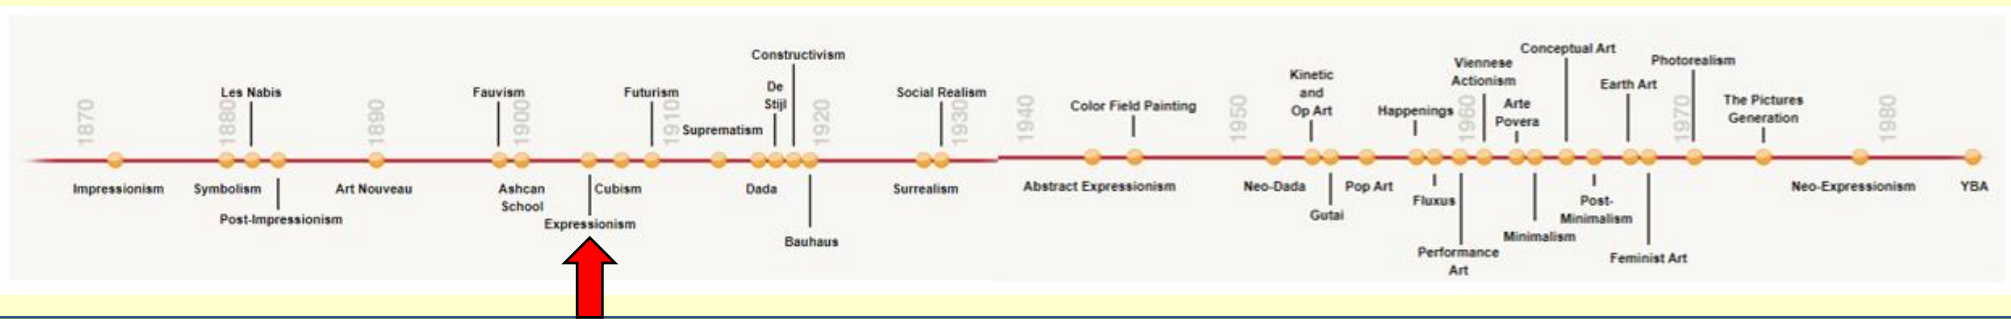 Constructivism
Conceptual Art
Photorealism
Viennese
Actionism
Kinetic
and
Op Art
Les Nabis
Fauvism
Futurism
De
Stijl
Social Realism
Earth Art
Color Field Painting
Happenings
Arte
Povera
The Pictures
Generation
Suprematism
1870
1880
1890
1900
1910
1920
1930
1940
1950
1960
1970
1980
Impressionism
Symbolism
Art Nouveau
Ashcan
School
Cubism
Dada
Surrealism
Abstract Expressionism
Neo-Dada
Pop Art
Neo-Expressionism
YBA
Post-Impressionism
Expressionism
Bauhaus
Gutai
Fluxus
Post-
Minimalism
Minimalism
Performance
Art
Feminist Art